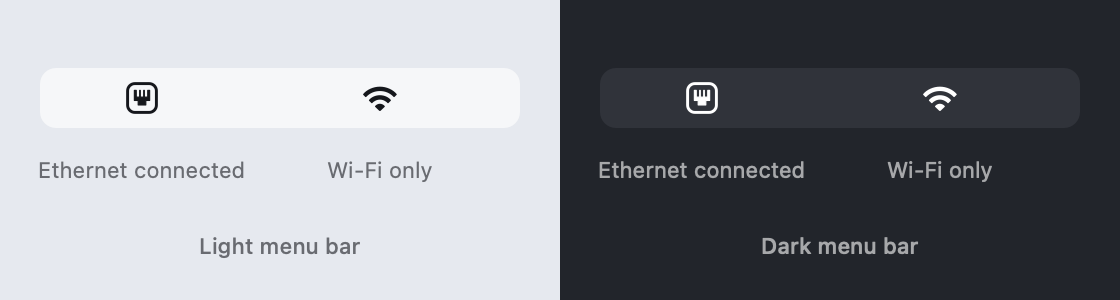 Ethernet connected
Wi-Fi only
Light menu bar
Ethernet connected
Wi-Fi only
Dark menu bar